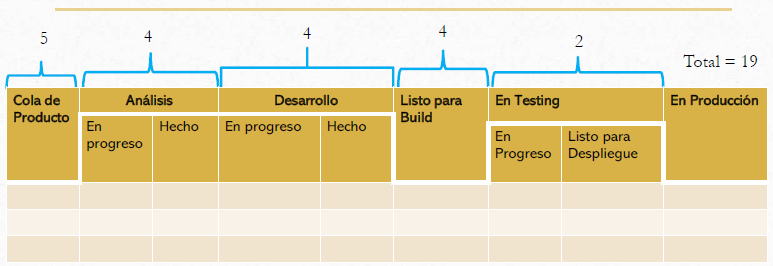 5
4
4
4
2
Total = 19
Cola de
Producto
Análisis
Desarrollo
Listo para
Build
En Testing
En Producción
En
progreso
Hecho
En progreso
Hecho
En
Progreso
Listo para
Despliegue